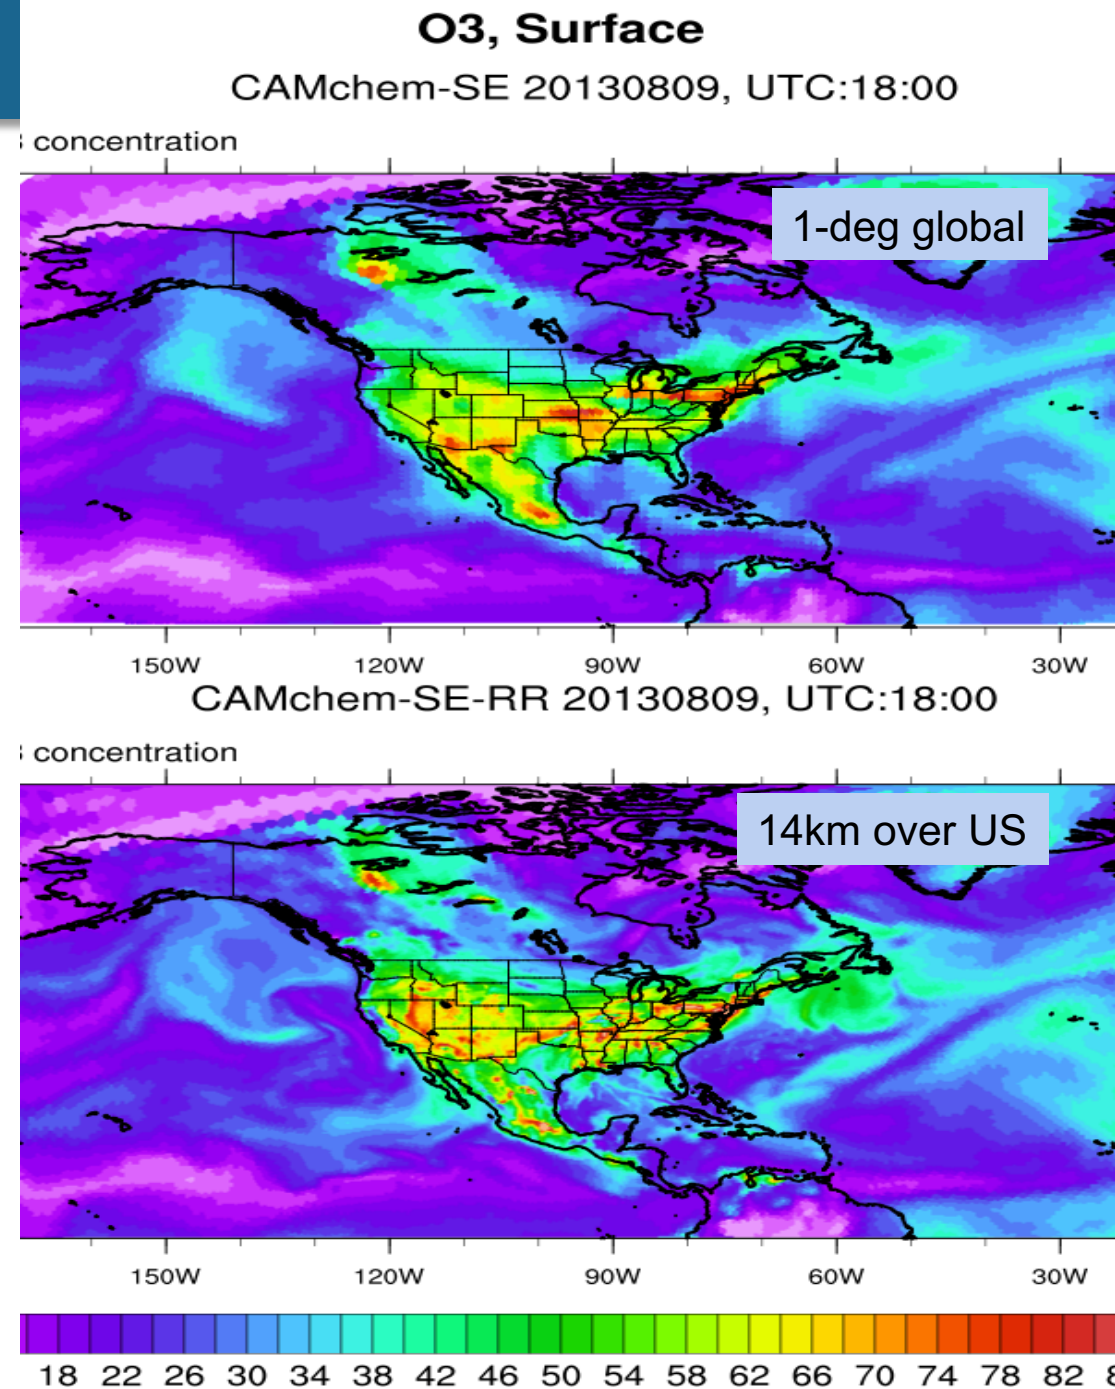 O3, Surface
CAMchem-SE 20130809, UTC:18:00
concentration
1-deg global
150W 120W 90W 60W 30W
CAMchem-SE-RR 20130809, UTC:18:00
concentration
14km over US
150W 120W 90W 60W 30W
18 22 26 30 34 38 42 46 50 54 58 62 66 70 74 78 82